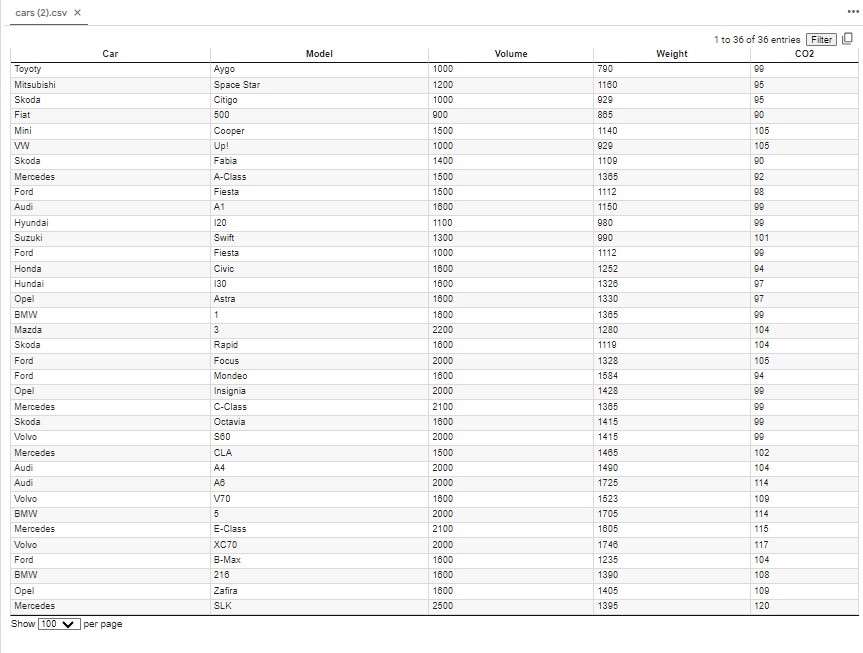 cars (2).csv ×
1 to 36 of 36 entries Filter
Car Model Volume Weight CO2
Toyoty Aygo 1000 790 99
Mitsubishi Space Star 1200 1160 95
Skoda Citigo 1000 929 95
Fiat 500 900 865 90
Mini Cooper 1500 1140 105
VW Up! 1000 929 105
Skoda Fabia 1400 1109 90
Mercedes A-Class 1500 1365 92
Ford Fiesta 1500 1112 98
Audi A1 1600 1150 99
Hyundai I20 1100 980 99
Suzuki Swift 1300 990 101
Ford Fiesta 1000 1112 99
Honda Civic 1600 1252 94
Hundai I30 1600 1326 97
Opel Astra 1600 1330 97
BMW 1 1600 1365 99
Mazda 3 2200 1280 104
Skoda Rapid 1600 1119 104
Ford Focus 2000 1328 105
Ford Mondeo 1600 1584 94
Opel Insignia 2000 1428 99
Mercedes C-Class 2100 1365 99
Skoda Octavia 1600 1415 99
Volvo S60 2000 1415 99
Mercedes CLA 1500 1465 102
Audi A4 2000 1490 104
Audi A6 2000 1725 114
Volvo V70 1600 1523 109
BMW 5 2000 1705 114
Mercedes E-Class 2100 1605 115
Volvo XC70 2000 1746 117
Ford B-Max 1600 1235 104
BMW 216 1600 1390 108
Opel Zafira 1600 1405 109
Mercedes SLK 2500 1395 120
Show 100 per page